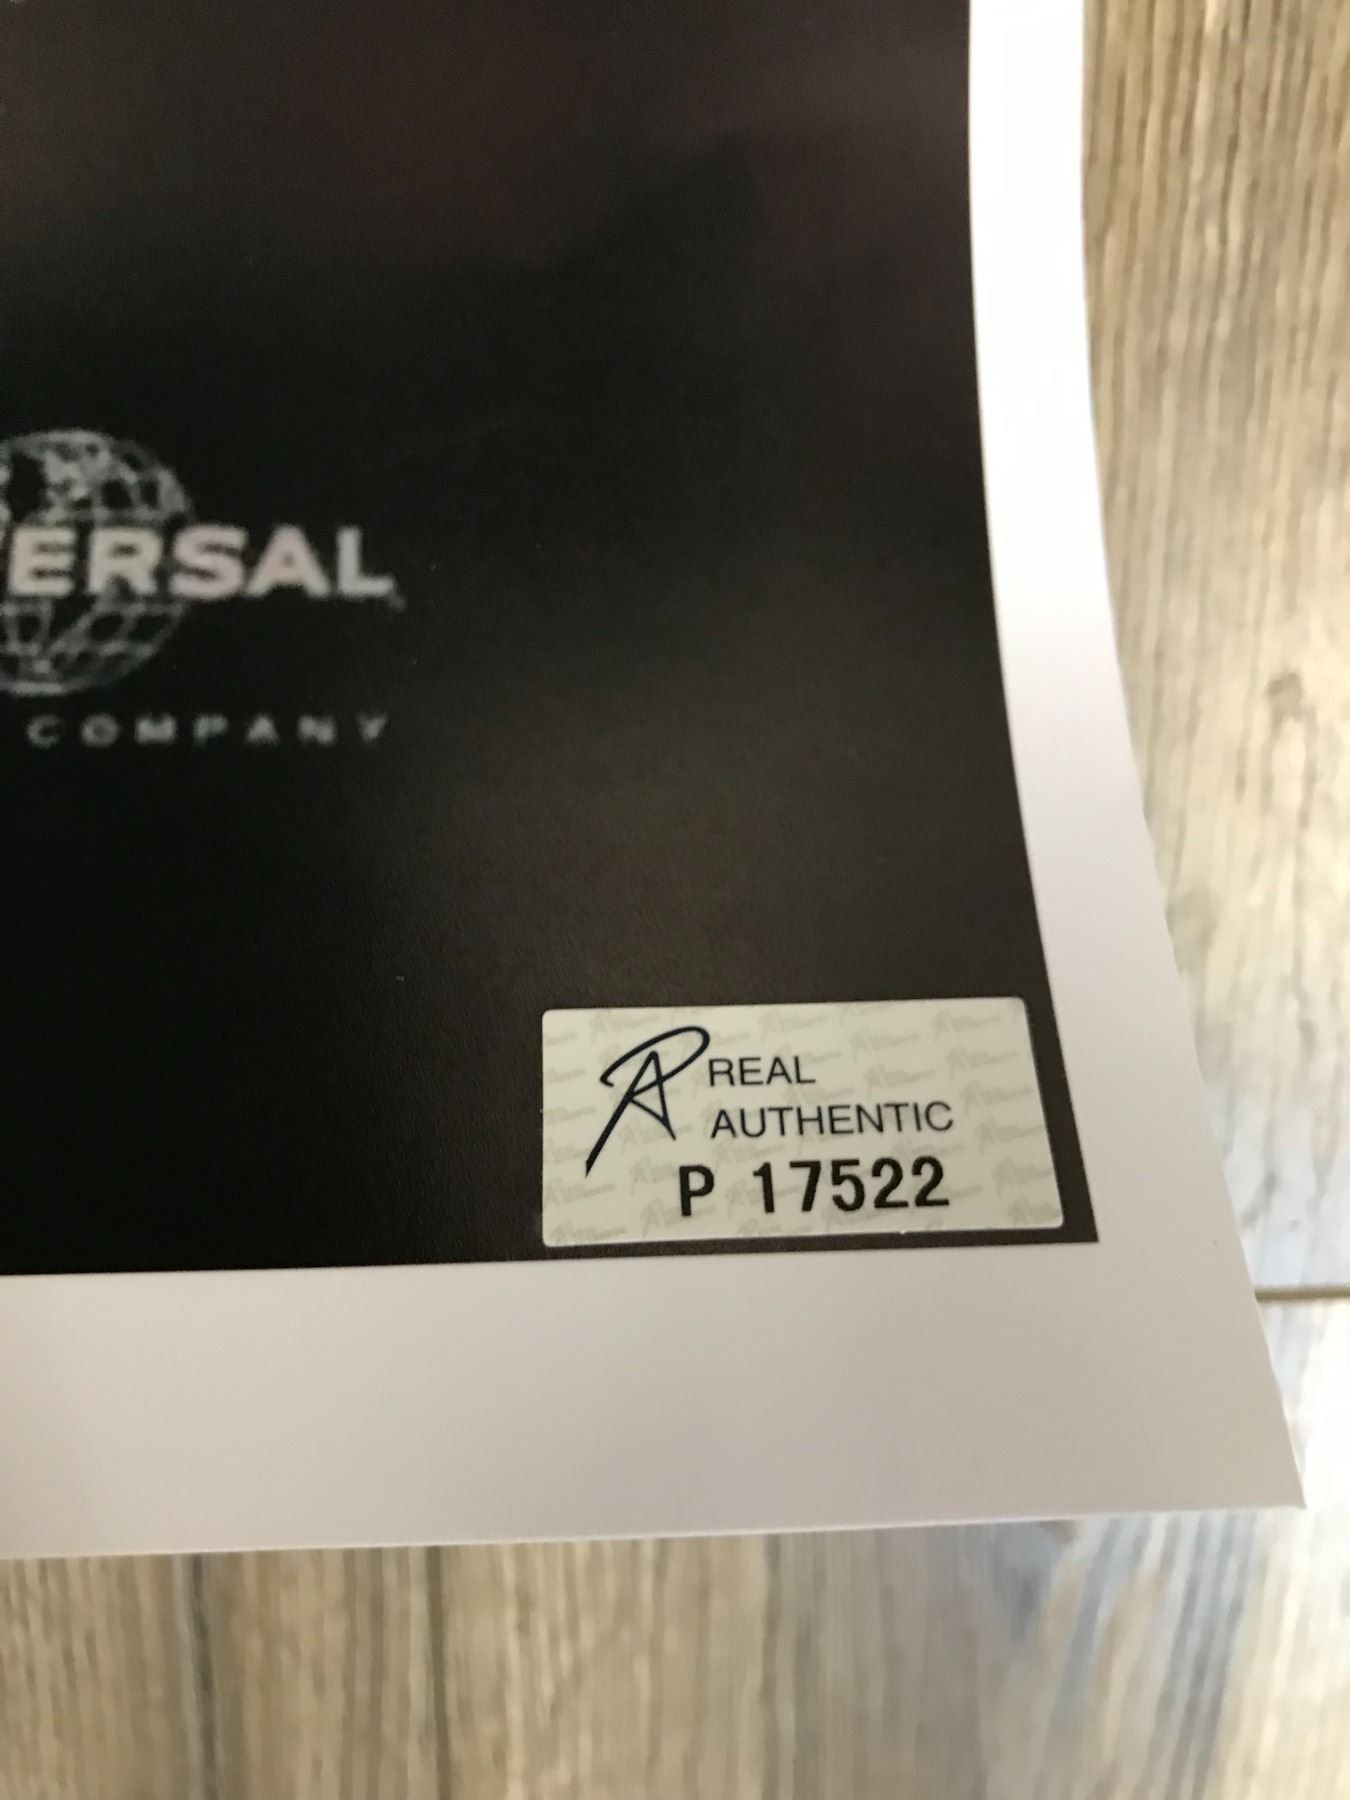 ERSAL
COMPANY
REAL
AUTHENTIC
P 17522